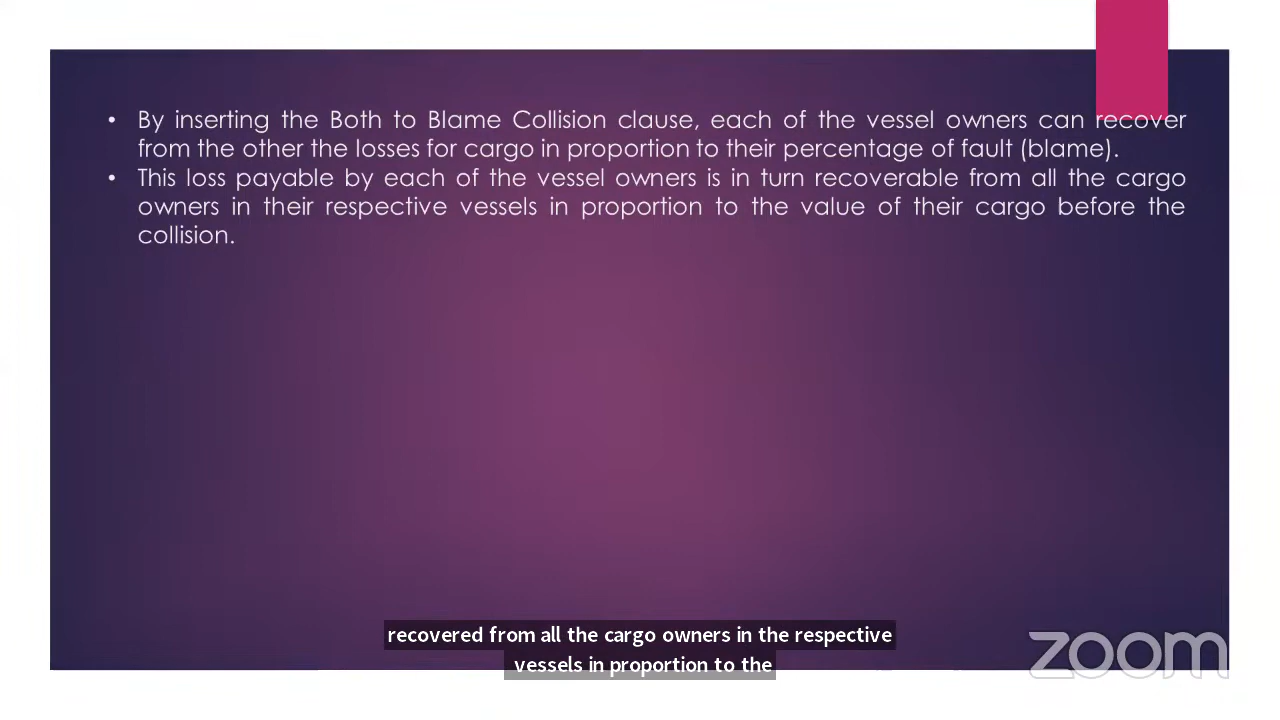 • By inserting the Both to Blame Collision clause, each of the vessel owners can recover
from the other the losses for cargo in proportion to their percentage of fault (blame).
• This loss payable by each of the vessel owners is in turn recoverable from all the cargo
owners in their respective vessels in proportion to the value of their cargo before the
collision.
recovered from all the cargo owners in the respective
vessels in proportion to the
zoom